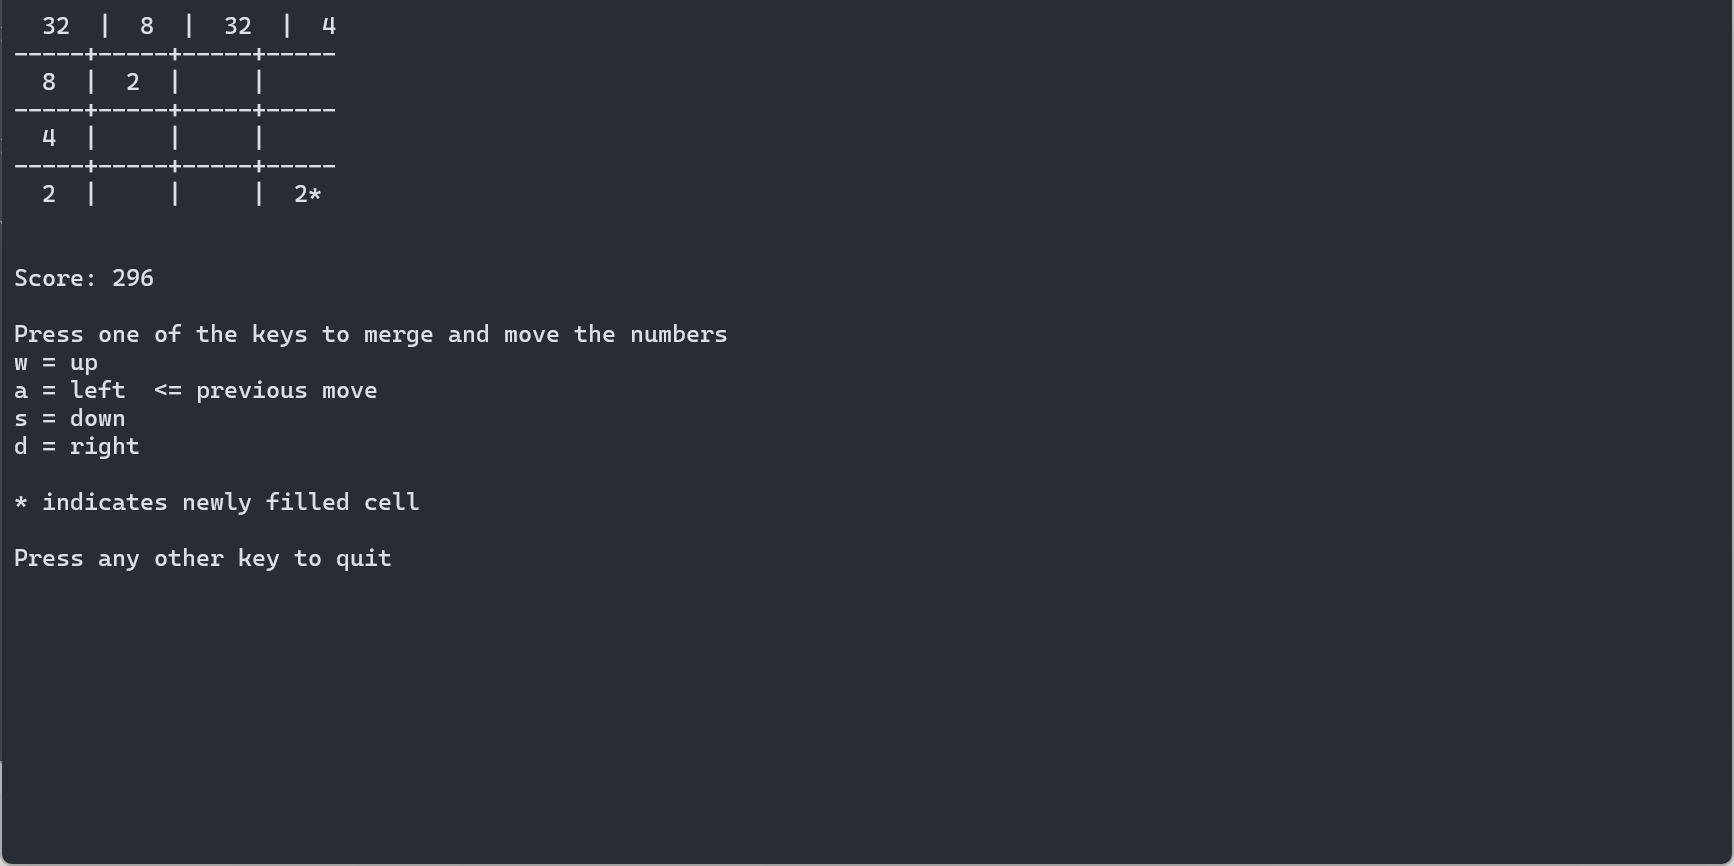 32  |  8  |  32  |  4
-----+-----+-----+-----
  8  |  2  |     |
-----+-----+-----+-----
  4  |     |     |
-----+-----+-----+-----
  2  |     |     |  2*
Score: 296
Press one of the keys to merge and move the numbers
w = up
a = left  <= previous move
s = down
d = right
* indicates newly filled cell
Press any other key to quit